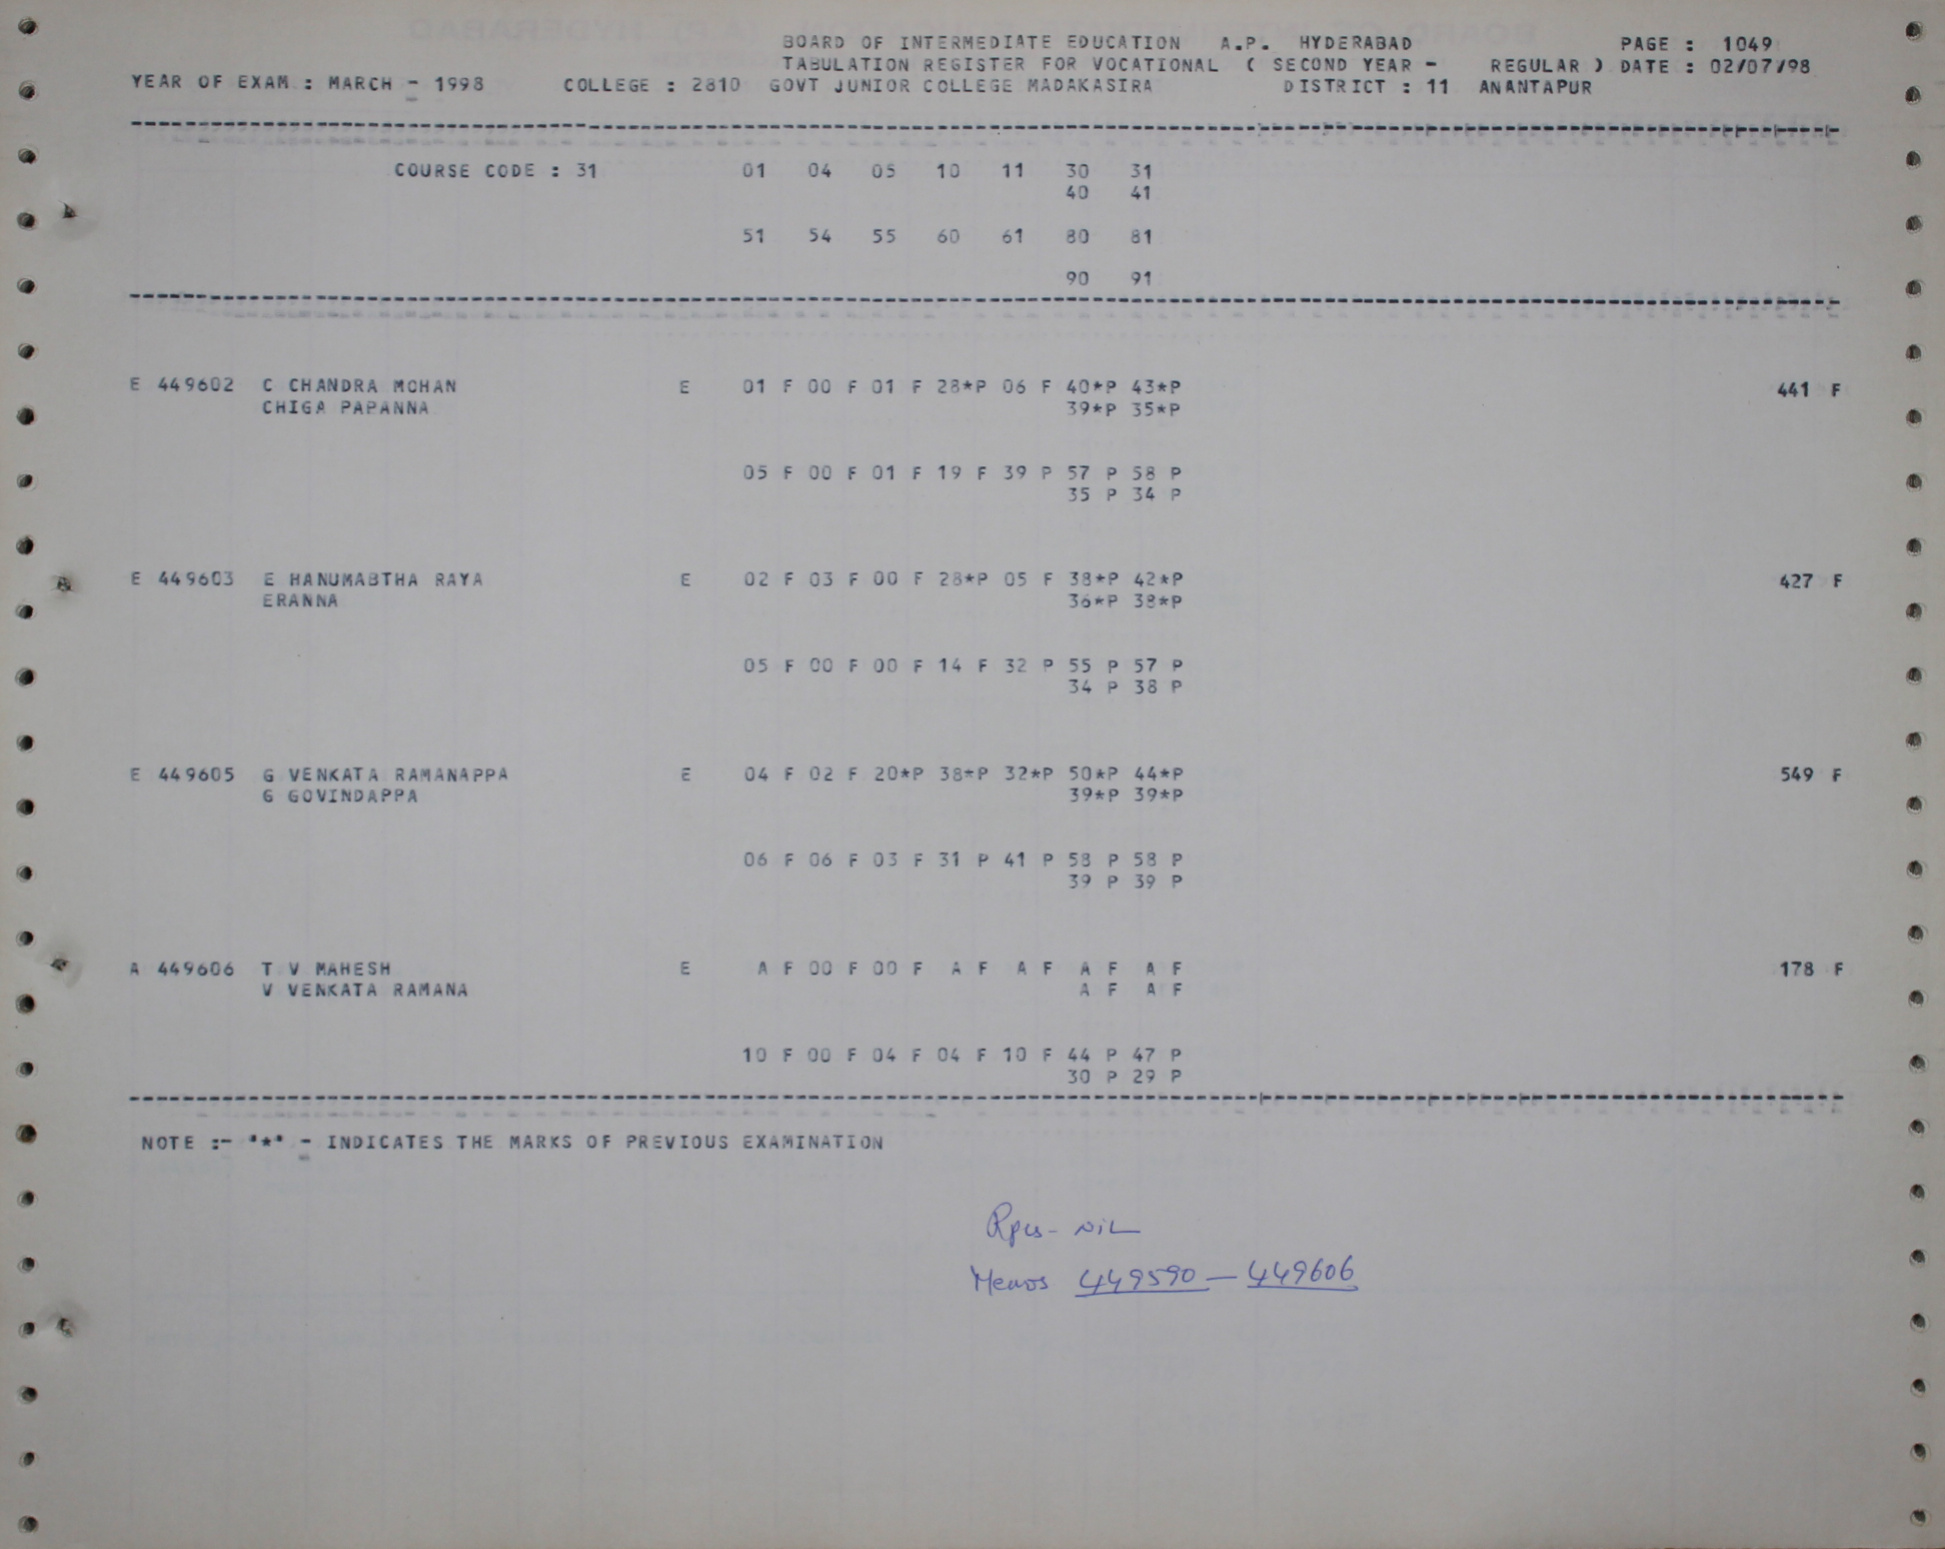 BOARD OF INTERMEDIATE EDUCATION A.P. HYDERABAD PAGE : 1049
TABULATION REGISTER FOR VOCATIONAL ( SECOND YEAR - REGULAR ) DATE : 02/07/98
YEAR OF EXAM : MARCH - 1998 COLLEGE : 2810 GOVT JUNIOR COLLEGE MADAKASIRA DISTRICT : 11 ANANTAPUR
COURSE CODE : 31 01 04 05 10 11 30 31
40 41
51 54 55 60 61 80 81
90 91
E 449602 C CHANDRA MOHAN E 01 F 00 F 01 F 28*P 06 F 40*P 43*P 441 F
CHIGA PAPANNA 39*P 35*P
05 F 00 F 01 F 19 F 39 P 57 P 58 P
35 P 34 P
E 449603 E HANUMABTHA RAYA E 02 F 03 F 00 F 28*P 05 F 38*P 42*P 427 F
ERANNA 36*P 38*P
05 F 00 F 00 F 14 F 32 P 55 P 57 P
34 P 38 P
E 449605 G VENKATA RAMANAPPA E 04 F 02 F 20*P 38*P 32*P 50*P 44*P 549 F
G GOVINDAPPA 39*P 39*P
06 F 06 F 03 F 31 P 41 P 58 P 58 P
39 P 39 P
A 449606 T V MAHESH E A F 00 F 00 F A F A F A F A F 178 F
V VENKATA RAMANA A F A F
10 F 00 F 04 F 04 F 10 F 44 P 47 P
30 P 29 P
NOTE :- "*" - INDICATES THE MARKS OF PREVIOUS EXAMINATION
- NIL
449590 — 449606